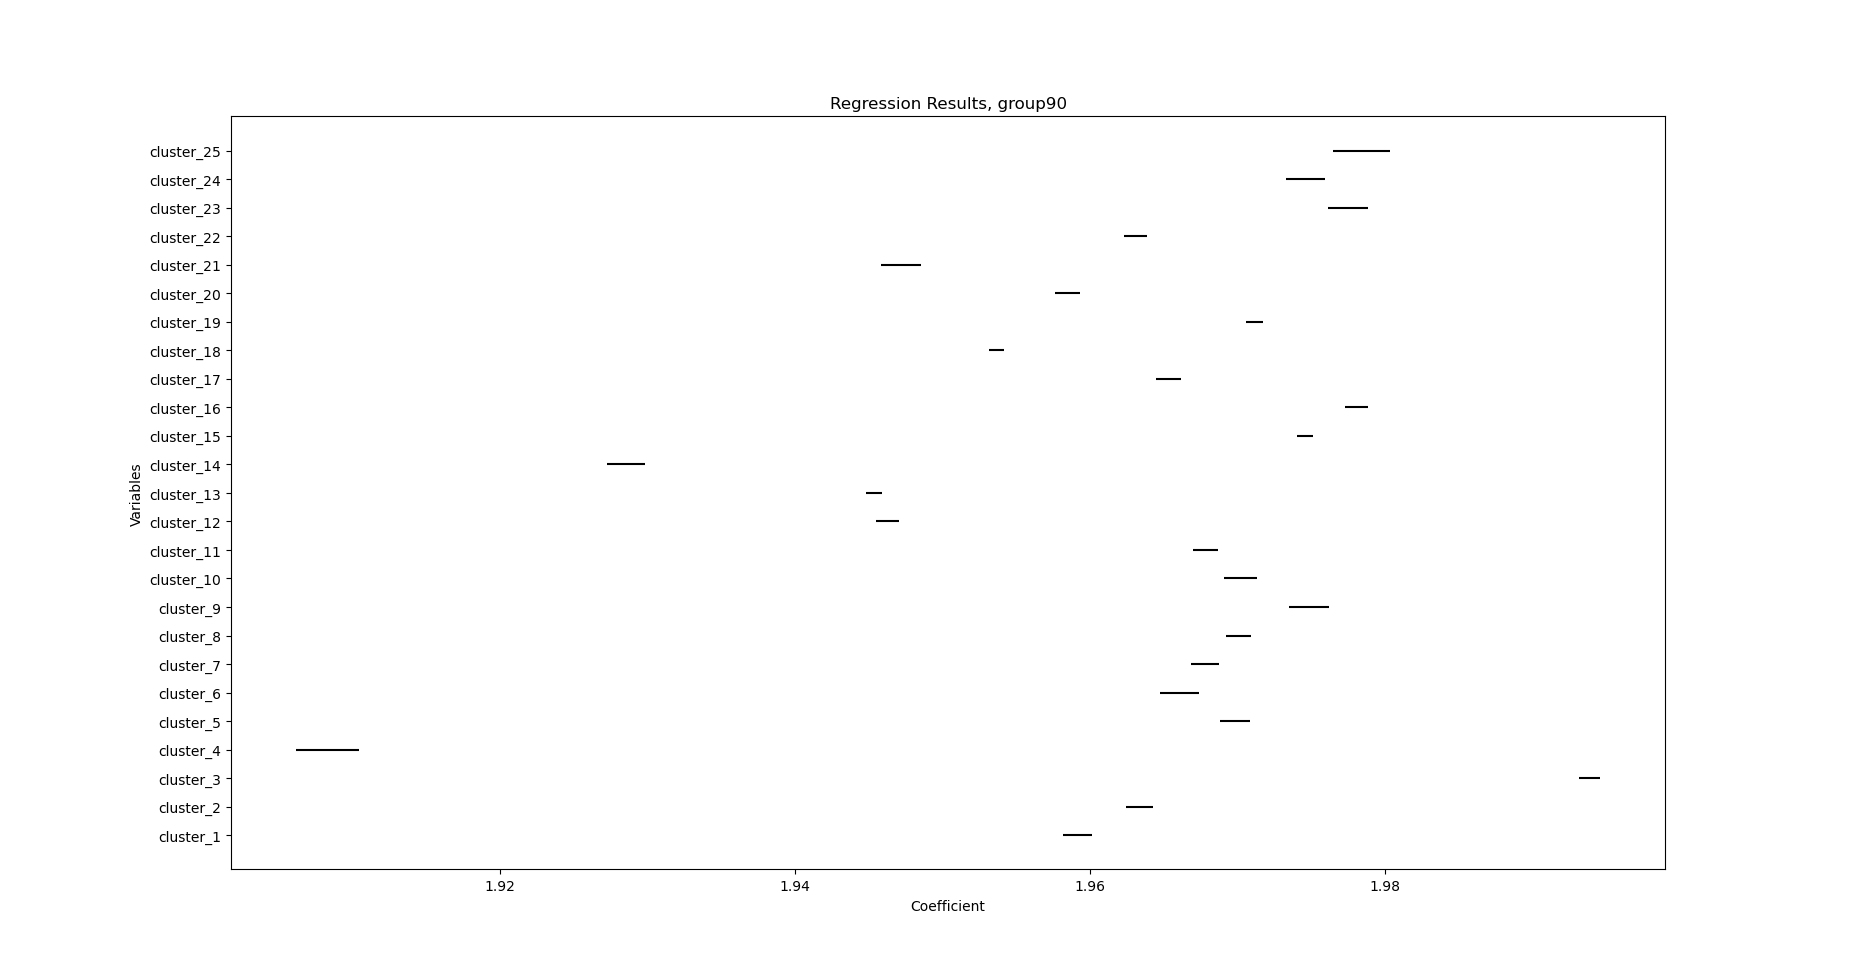 Regression Results, group90
cluster_25
cluster_24
cluster_23
cluster_22
cluster_21
cluster_20
cluster_19
cluster_18
cluster_17
cluster_16
cluster_15
cluster_14
cluster_13
cluster_12
cluster_11
cluster_10
cluster_9
cluster_8
cluster_7
cluster_6
cluster_5
cluster_4
cluster_3
cluster_2
cluster_1
Variables
1.92 1.94 1.96 1.98
Coefficient